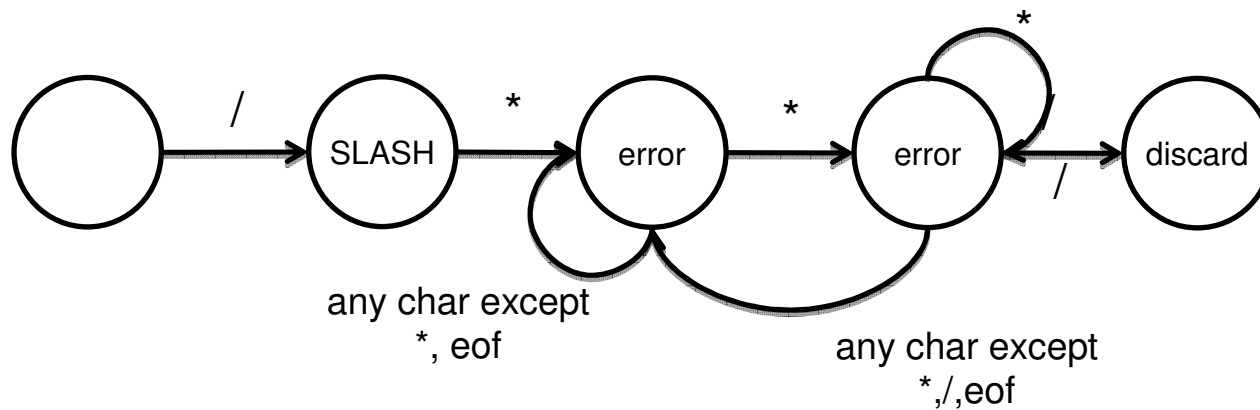 *
/
*
*
SLASH
error
error
discard
/
any char except
*, eof
any char except
*,/,eof